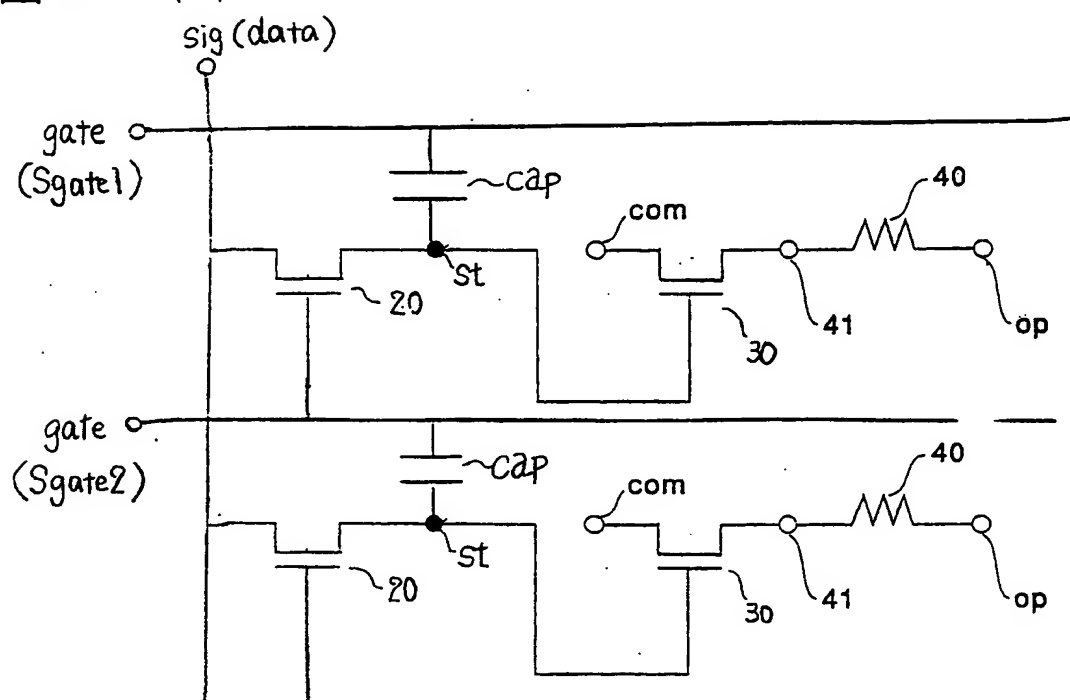 sig (data)
gate
(Sgate1)
cap
com
40
St
20
30
41
op
gate
(Sgate2)
cap
com
40
St
20
30
41
op